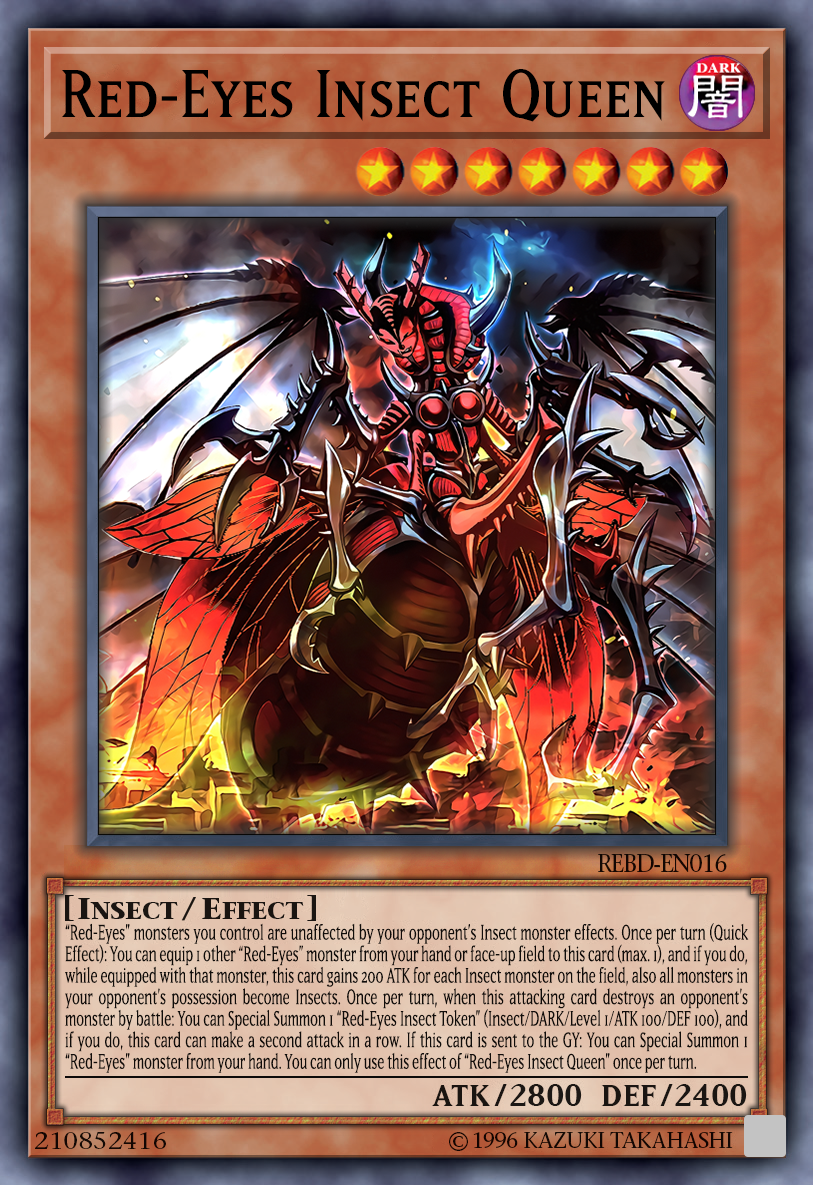 Red-Eyes Insect Queen
DARK
闇
REBD-EN016
[Insect/Effect]
“Red-Eyes” monsters you control are unaffected by your opponent’s Insect monster effects. Once per turn (Quick
Effect): You can equip 1 other “Red-Eyes” monster from your hand or face-up field to this card (max. 1), and if you do,
while equipped with that monster, this card gains 200 ATK for each Insect monster on the field, also all monsters in
your opponent’s possession become Insects. Once per turn, when this attacking card destroys an opponent’s
monster by battle: You can Special Summon 1 “Red-Eyes Insect Token” (Insect/DARK/Level 1/ATK 100/DEF 100), and
if you do, this card can make a second attack in a row. If this card is sent to the GY: You can Special Summon 1
“Red-Eyes” monster from your hand. You can only use this effect of “Red-Eyes Insect Queen” once per turn.
ATK/2800 DEF/2400
210852416
© 1996 KAZUKI TAKAHASHI